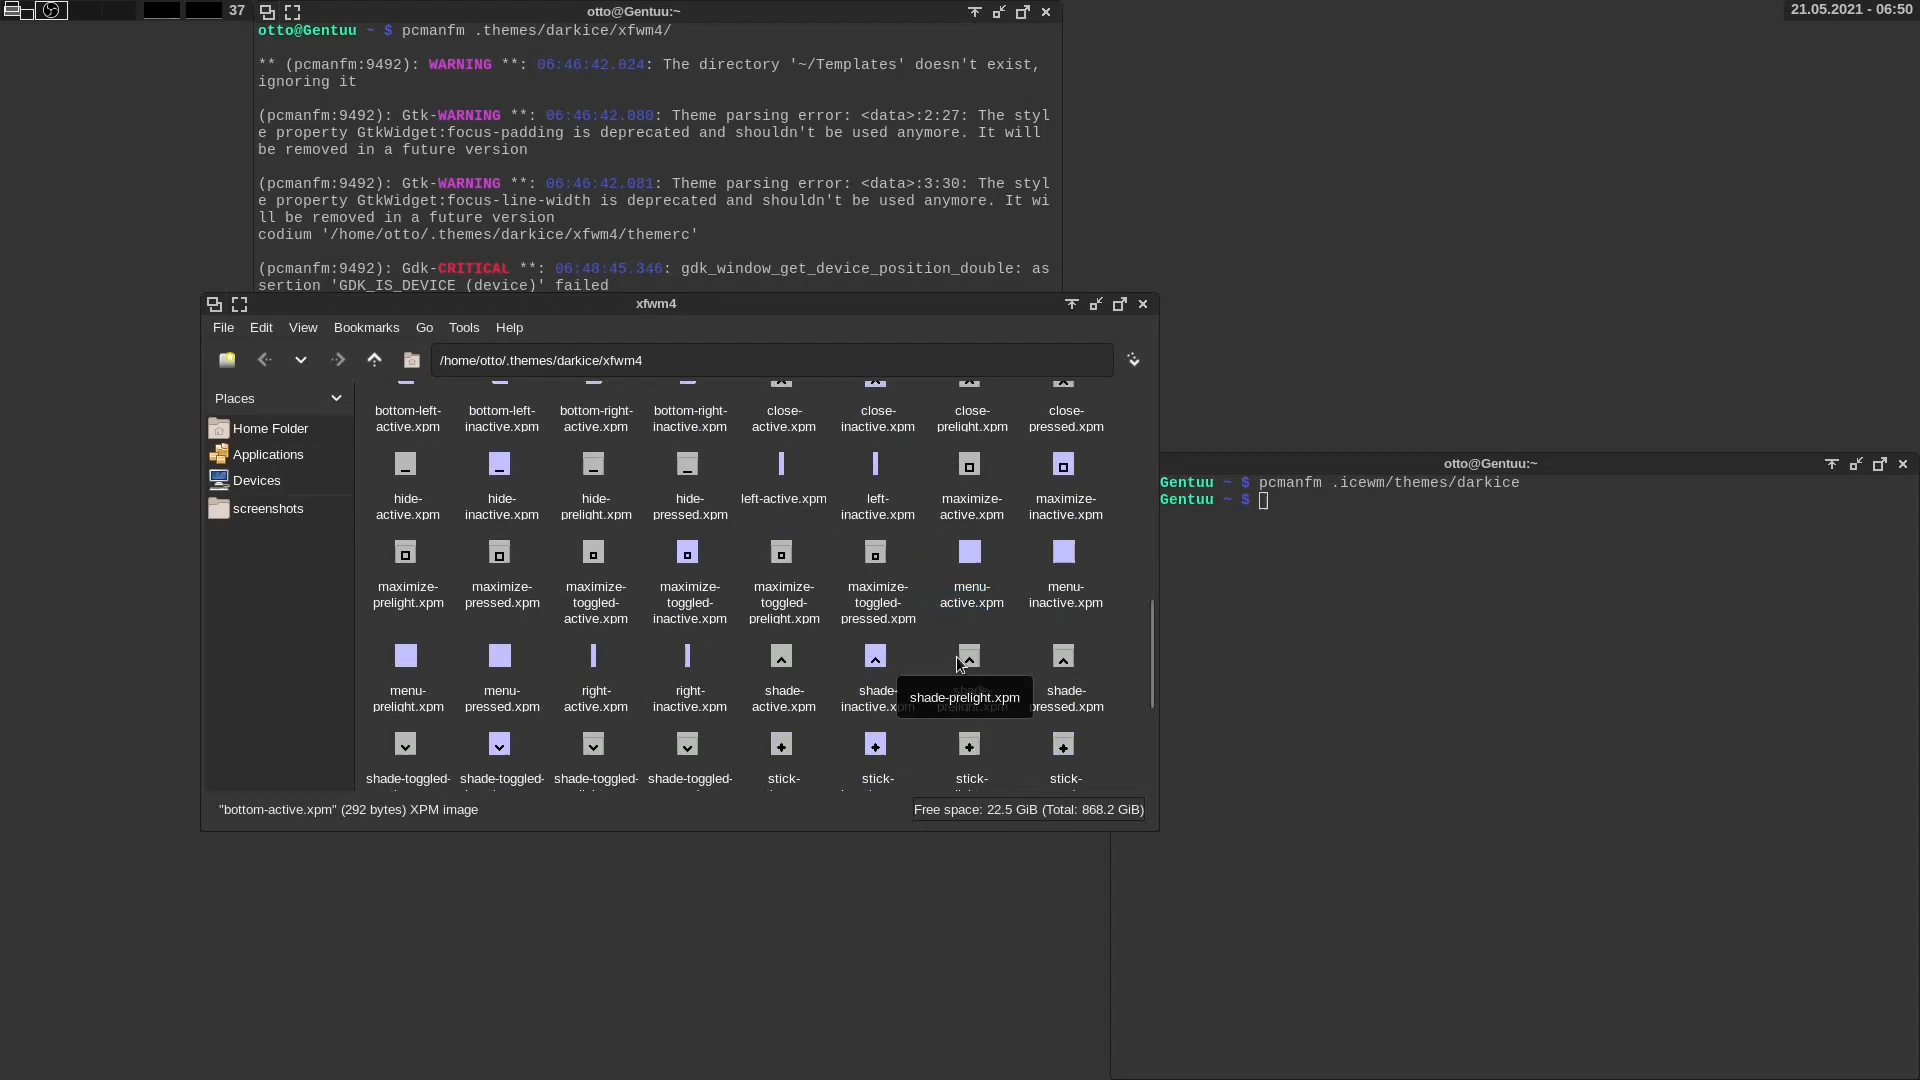 37
otto@Gentuu:~
21.05.2021 - 06:50
otto@Gentuu ~ $ pcmanfm .themes/darkice/xfwm4/
** (pcmanfm:9492): WARNING **: 06:46:42.024: The directory '~/Templates' doesn't exist,
ignoring it
(pcmanfm:9492): Gtk-WARNING **: 06:46:42.080: Theme parsing error: <data>:2:27: The styl
e property GtkWidget:focus-padding is deprecated and shouldn't be used anymore. It will
be removed in a future version
(pcmanfm:9492): Gtk-WARNING **: 06:46:42.081: Theme parsing error: <data>:3:30: The styl
e property GtkWidget:focus-line-width is deprecated and shouldn't be used anymore. It wi
ll be removed in a future version
codium '/home/otto/.themes/darkice/xfwm4/themerc'
(pcmanfm:9492): Gdk-CRITICAL **: 06:48:45.346: gdk_window_get_device_position_double: as
sertion 'GDK_IS_DEVICE (device)' failed
xfwm4
File Edit View Bookmarks Go Tools Help
/home/otto/.themes/darkice/xfwm4
Places
Home Folder
Applications
Devices
screenshots
bottom-left- bottom-left- bottom-right- bottom-right- close- close- close- close-
active.xpm inactive.xpm active.xpm inactive.xpm active.xpm inactive.xpm prelight.xpm pressed.xpm
hide- hide- hide- hide- left-active.xpm left- maximize- maximize-
active.xpm inactive.xpm prelight.xpm pressed.xpm inactive.xpm active.xpm inactive.xpm
maximize- maximize- maximize- maximize- maximize- maximize- menu- menu-
prelight.xpm pressed.xpm toggled- toggled- toggled- toggled- active.xpm inactive.xpm
active.xpm inactive.xpm prelight.xpm pressed.xpm
menu- menu- right- right- shade- shade- shade-
prelight.xpm pressed.xpm active.xpm inactive.xpm active.xpm inactive.xpm prelight.xpm pressed.xpm
shade-prelight.xpm
shade-toggled- shade-toggled- shade-toggled- shade-toggled- stick- stick- stick- stick-
"bottom-active.xpm" (292 bytes) XPM image
Free space: 22.5 GiB (Total: 868.2 GiB)
otto@Gentuu:~
Gentuu ~ $ pcmanfm .icewm/themes/darkice
Gentuu ~ $